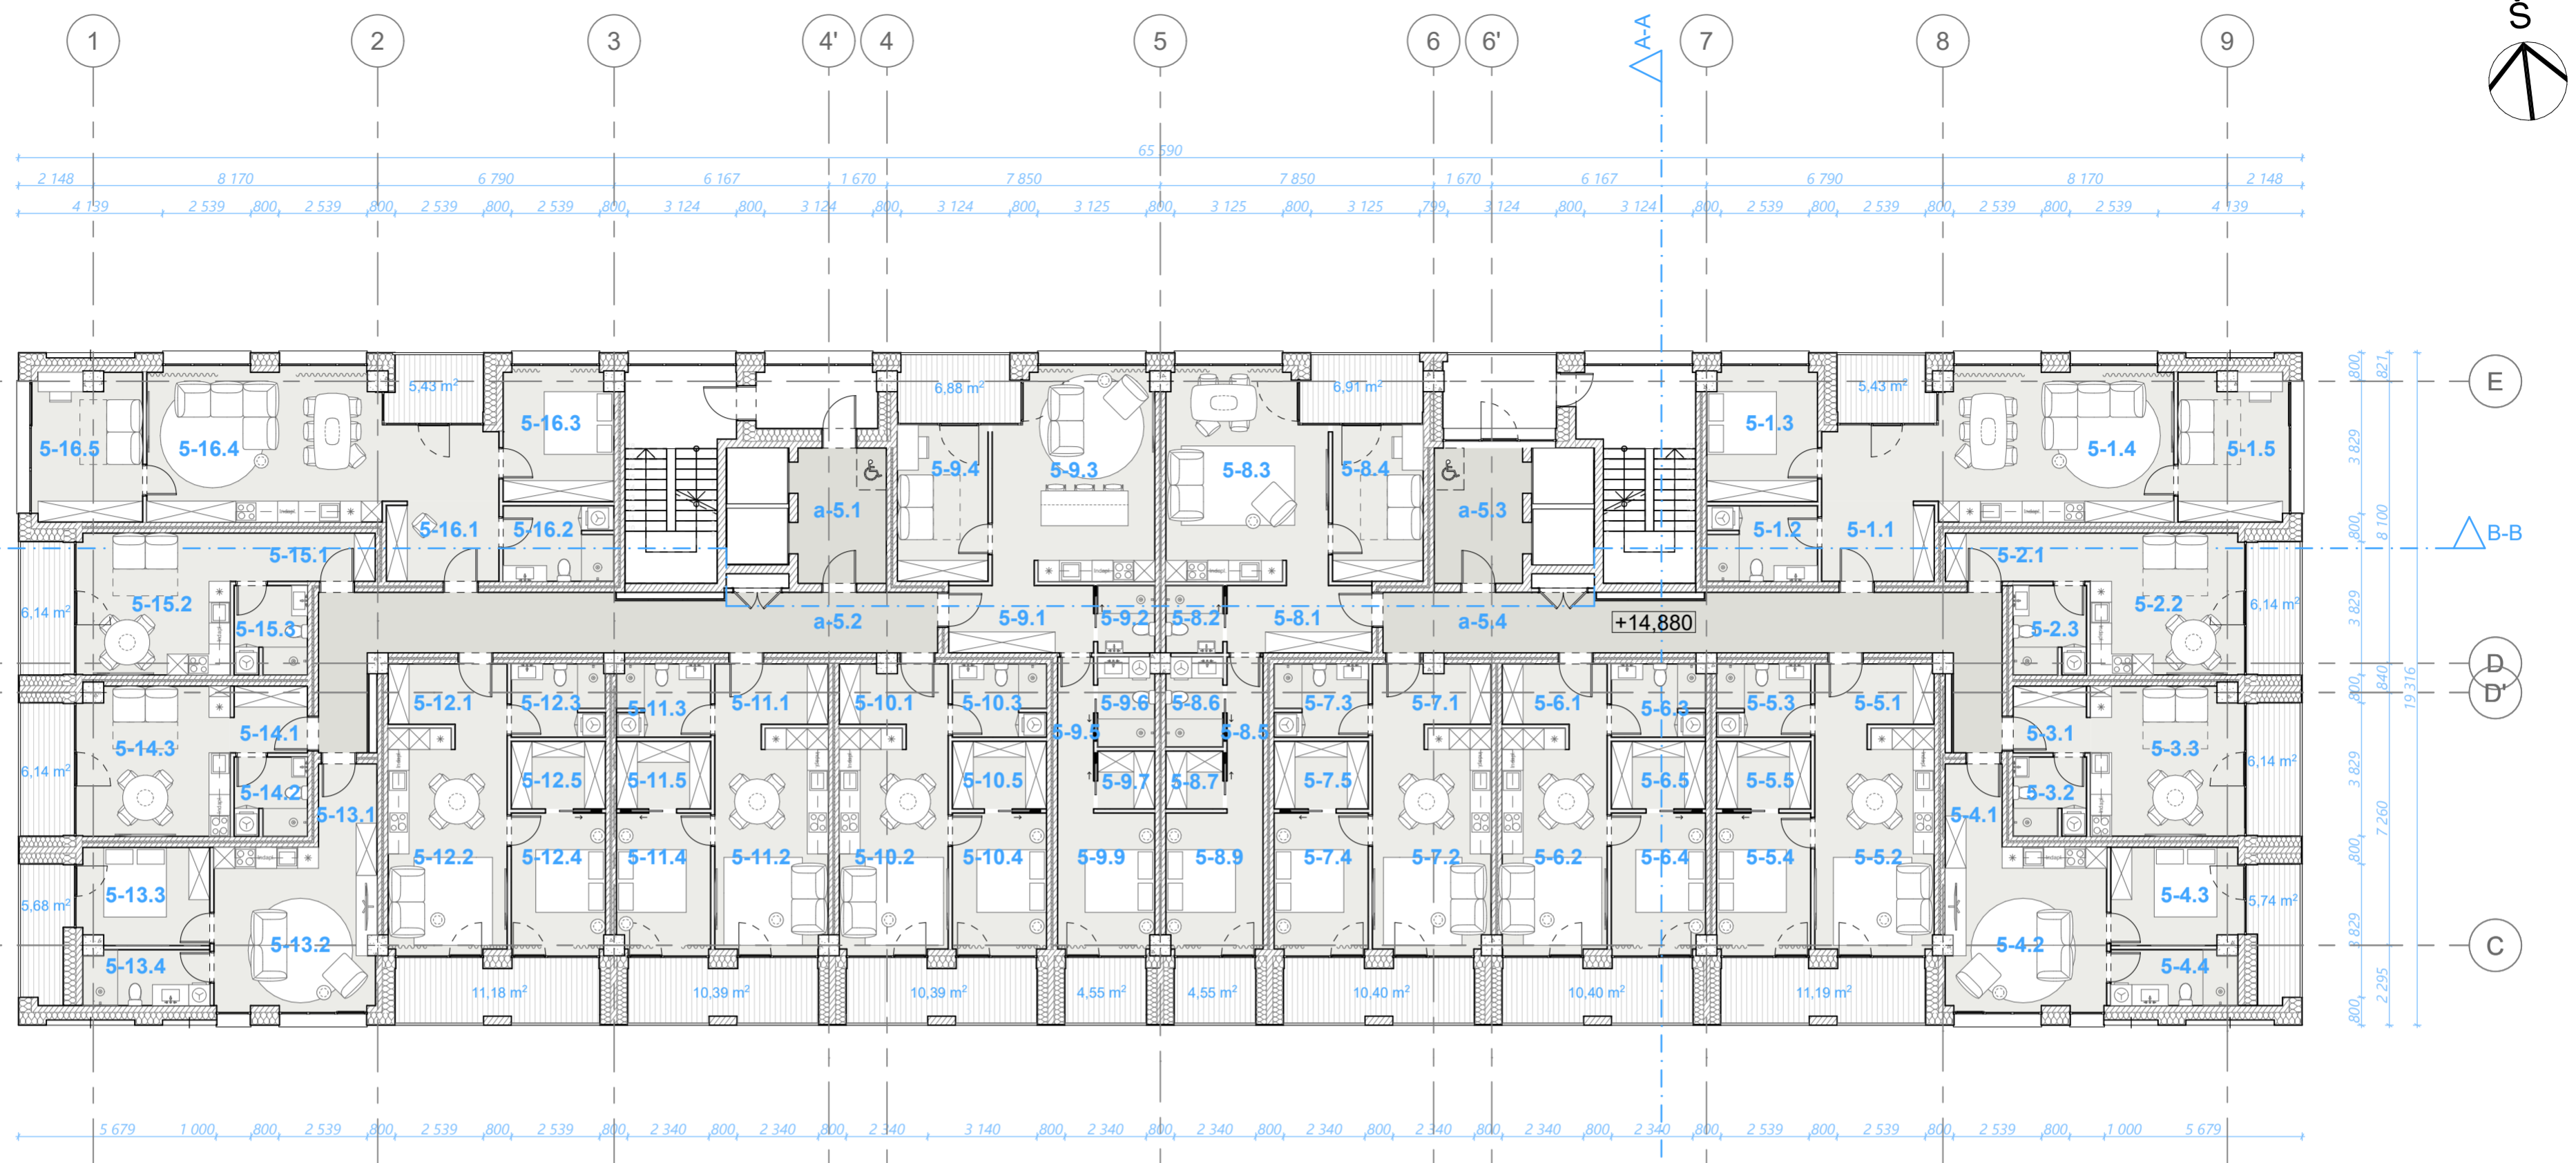 Š
1 2 3 4' 4 5 6 6' 7 8 9
A-A
65 590
2 148 8 170 6 790 6 167 1 670 7 850 7 850 1 670 6 167 6 790 8 170 2 148
4 139 2 539 800 2 539 800 2 539 800 2 539 800 3 124 800 3 124 800 3 124 800 3 125 800 3 125 800 3 125 799 3 124 800 3 124 800 2 539 800 2 539 800 2 539 800 2 539 4 139
E
5,43 m² 6,88 m² 6,91 m² 5,43 m²
5-16.5 5-16.4 5-16.3 5-9.4 5-9.3 5-8.3 5-8.4 5-1.3 5-1.4 5-1.5
5-16.1 5-16.2 a-5.1 a-5.3 5-1.2 5-1.1
B-B
5-15.1 5-2.1
6,14 m² 5-15.2 5-15.3 a-5.2 5-9.1 5-9.2 5-8.2 5-8.1 a-5.4 +14,880 5-2.3 5-2.2 6,14 m²
D
D'
5-12.1 5-12.3 5-11.3 5-11.1 5-10.1 5-10.3 5-9.6 5-8.6 5-7.3 5-7.1 5-6.1 5-6.3 5-5.3 5-5.1
5-14.3 5-14.1 5-9.5 5-8.5 5-3.1 5-3.3
6,14 m² 5-14.2 5-12.5 5-11.5 5-10.5 5-9.7 5-8.7 5-7.5 5-6.5 5-5.5 5-3.2 6,14 m²
5-13.1 5-4.1
5-12.2 5-12.4 5-11.4 5-11.2 5-10.2 5-10.4 5-9.9 5-8.9 5-7.4 5-7.2 5-6.2 5-6.4 5-5.4 5-5.2
5,68 m² 5-13.3 5-4.3 5,74 m²
5-13.2 5-4.2
C
5-13.4 5-4.4
11,18 m² 10,39 m² 10,39 m² 4,55 m² 4,55 m² 10,40 m² 10,40 m² 11,19 m²
800 3 829 800 3 829 800 3 829 800 3 829 800
821 8 100 840 7 260 2 295
19 316
5 679 1 000 800 2 539 800 2 539 800 2 539 800 2 340 800 2 340 800 2 340 3 140 800 2 340 800 2 340 800 2 340 800 2 340 800 2 340 800 2 340 800 2 539 800 2 539 800 2 539 800 1 000 5 679